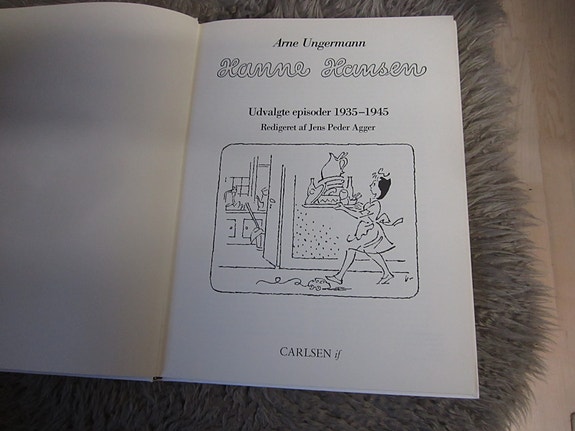 Arne Ungermann
Hanne Hansen
Udvalgte episoder 1935–1945
Redigeret af Jens Peder Agger
CARLSEN if